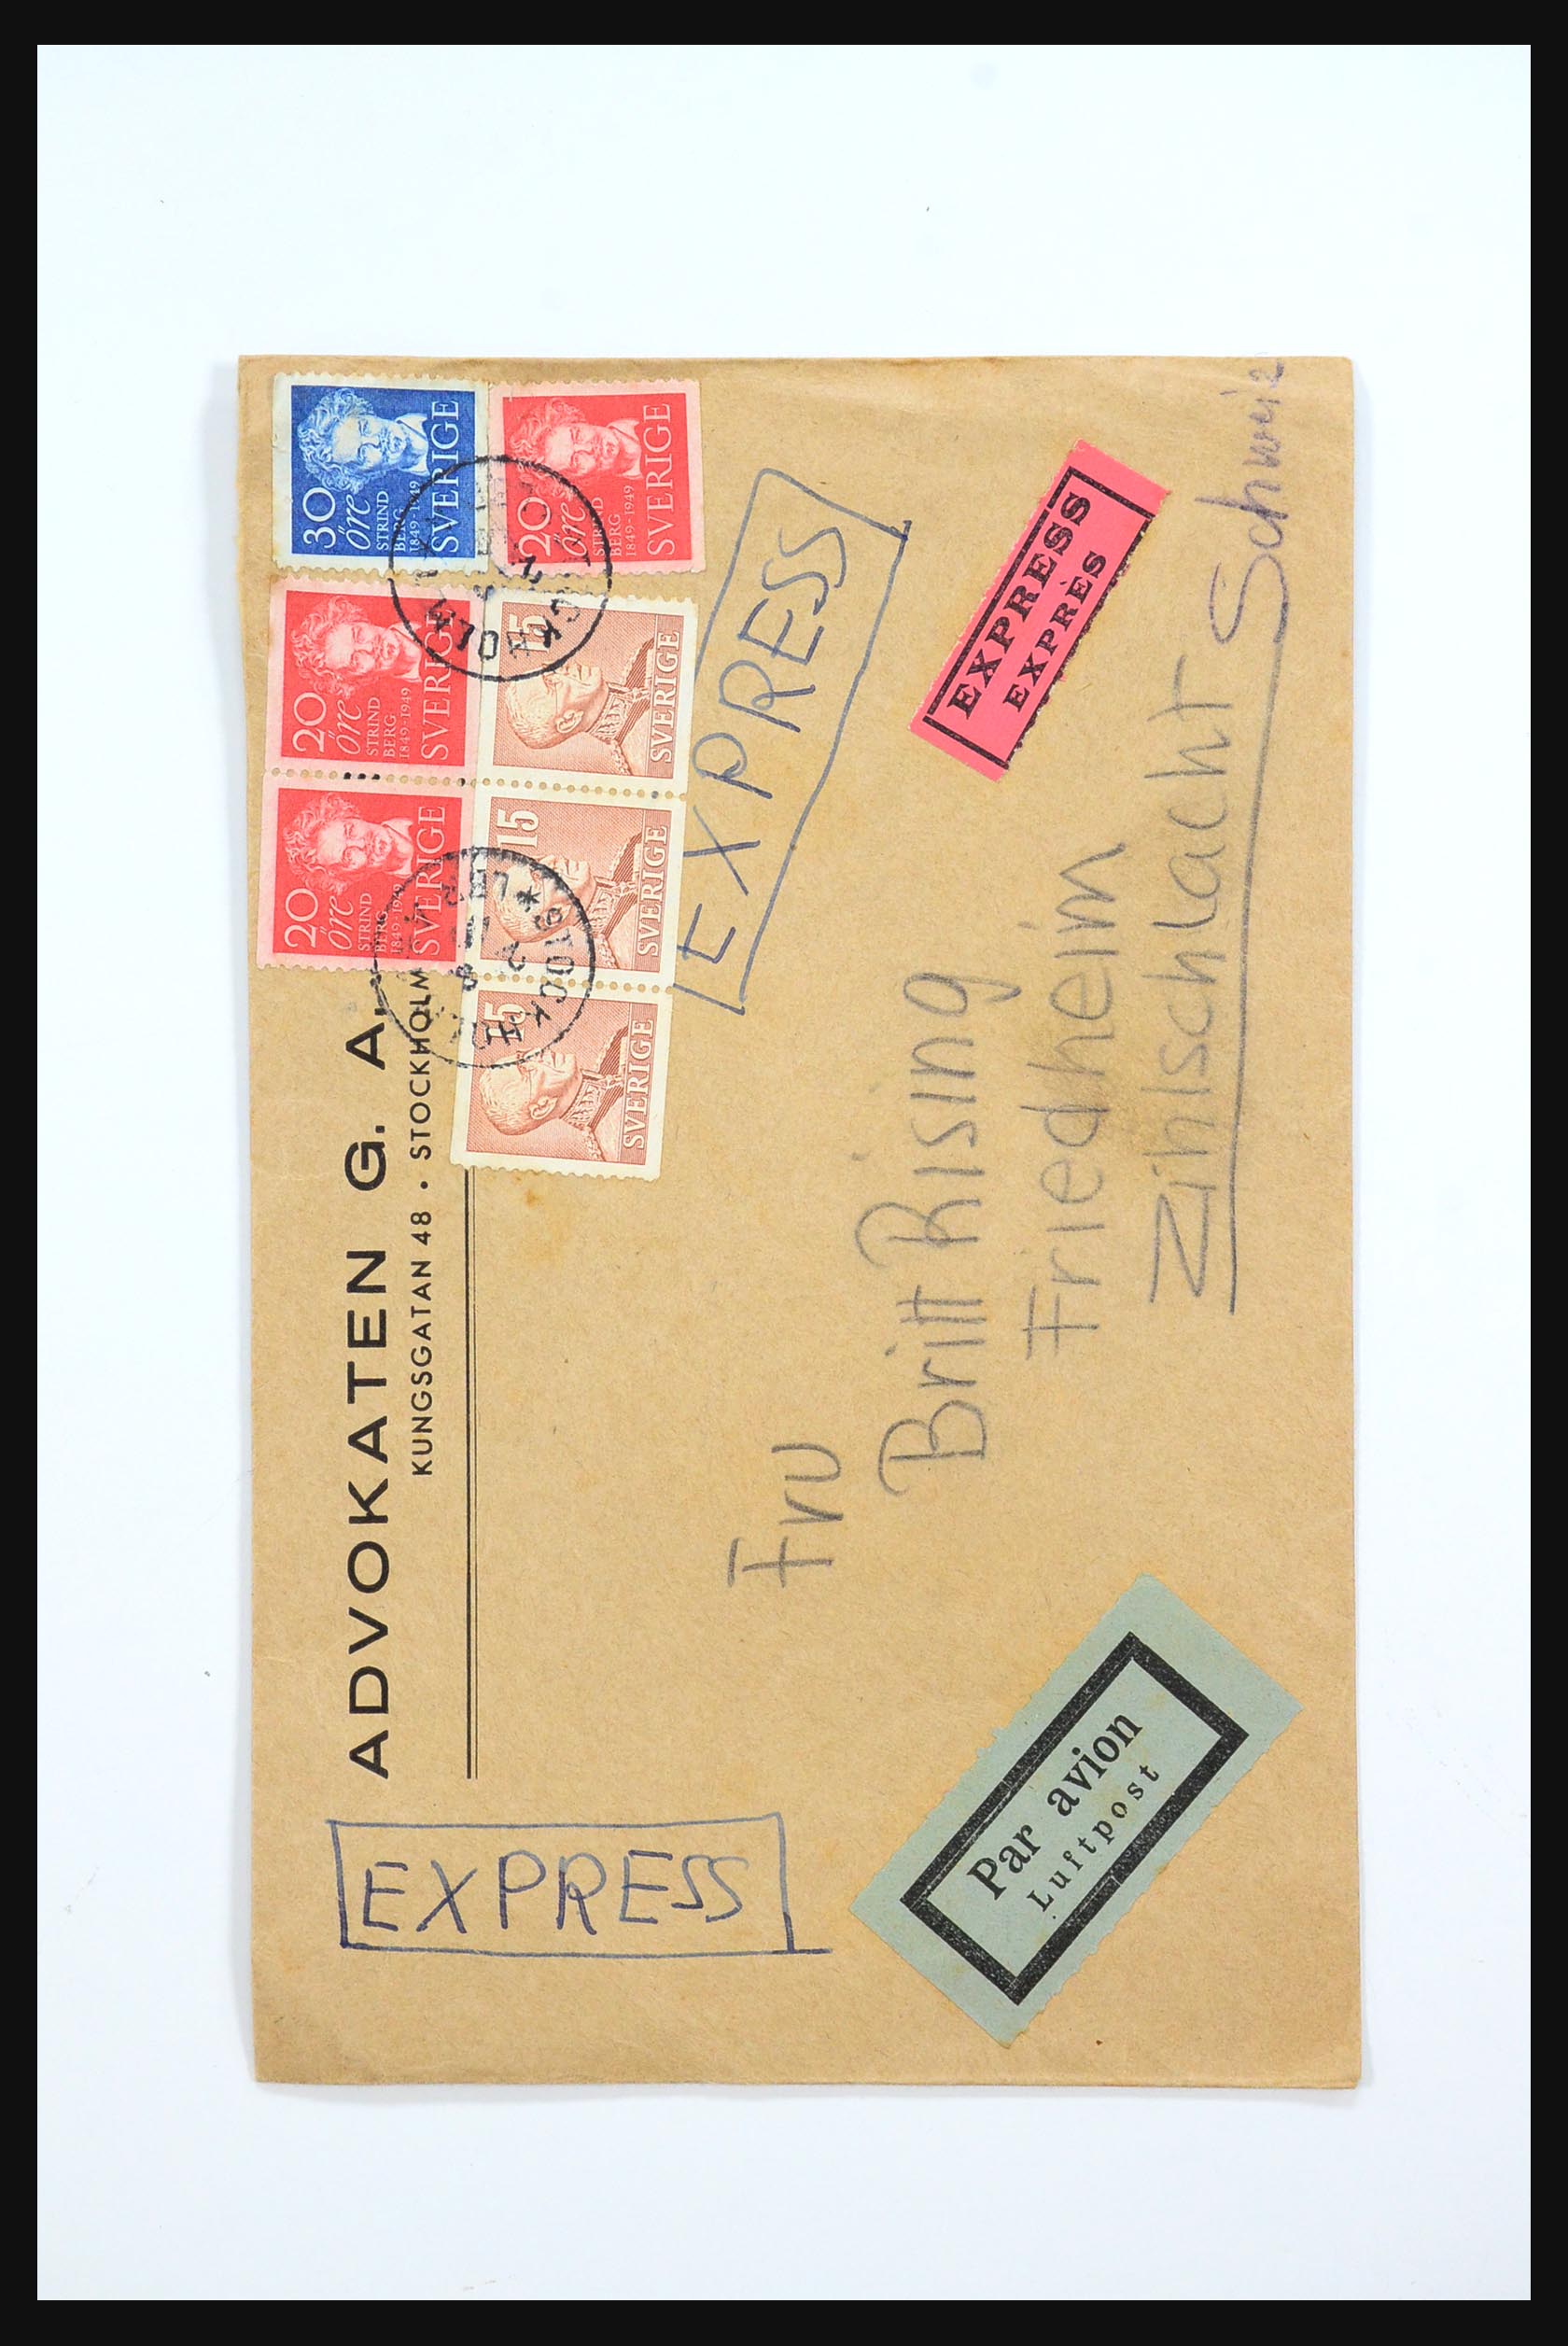 ADVOKATEN G. A.
KUNGSGATAN 48 • STOCKHOLM
EXPRESS
30
öre
STRIND
BERG
1849-1949
SVERIGE
20
öre
STRIND
BERG
1849-1949
SVERIGE
20
öre
STRIND
BERG
1849-1949
SVERIGE
20
öre
STRIND
BERG
1849-1949
SVERIGE
15
SVERIGE
15
SVERIGE
15
SVERIGE
STOCKHOLM
EXPRESS
Fru
Britt Rising
Friedheim
Zihlschlacht Schweiz
EXPRESS
EXPRÈS
Par avion
Luftpost